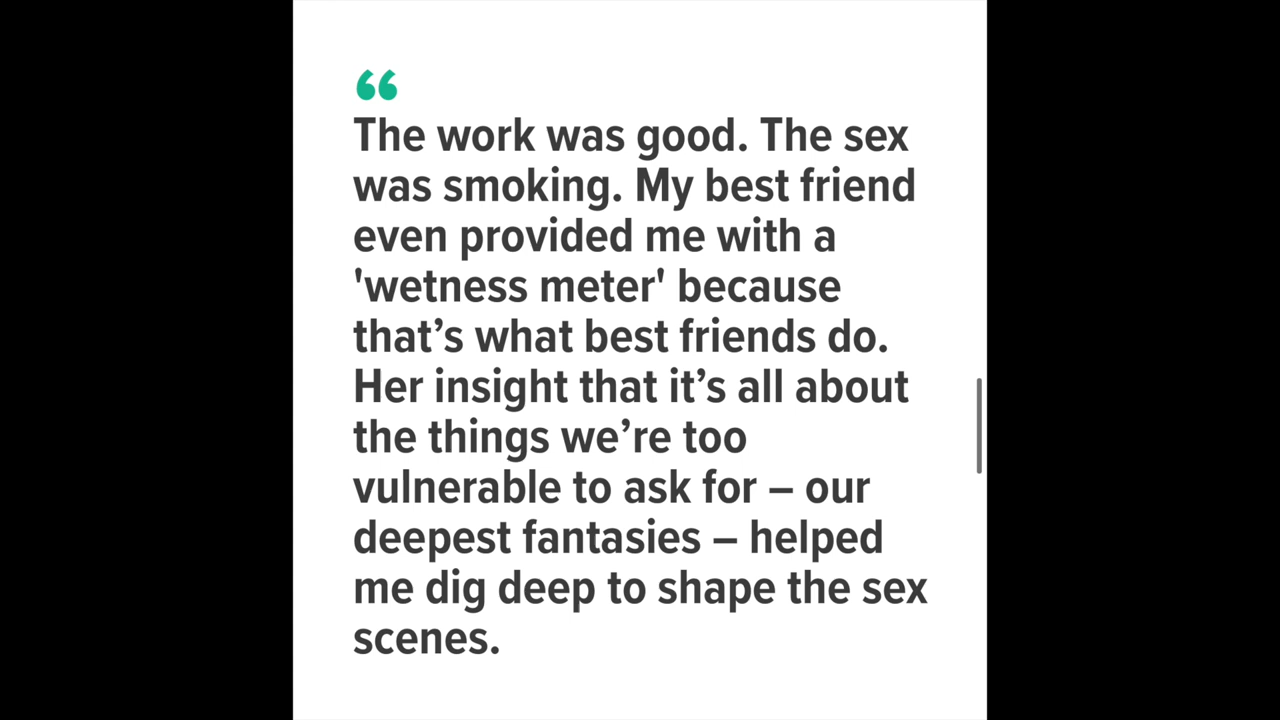 “
The work was good. The sex
was smoking. My best friend
even provided me with a
'wetness meter' because
that’s what best friends do.
Her insight that it’s all about
the things we’re too
vulnerable to ask for – our
deepest fantasies – helped
me dig deep to shape the sex
scenes.